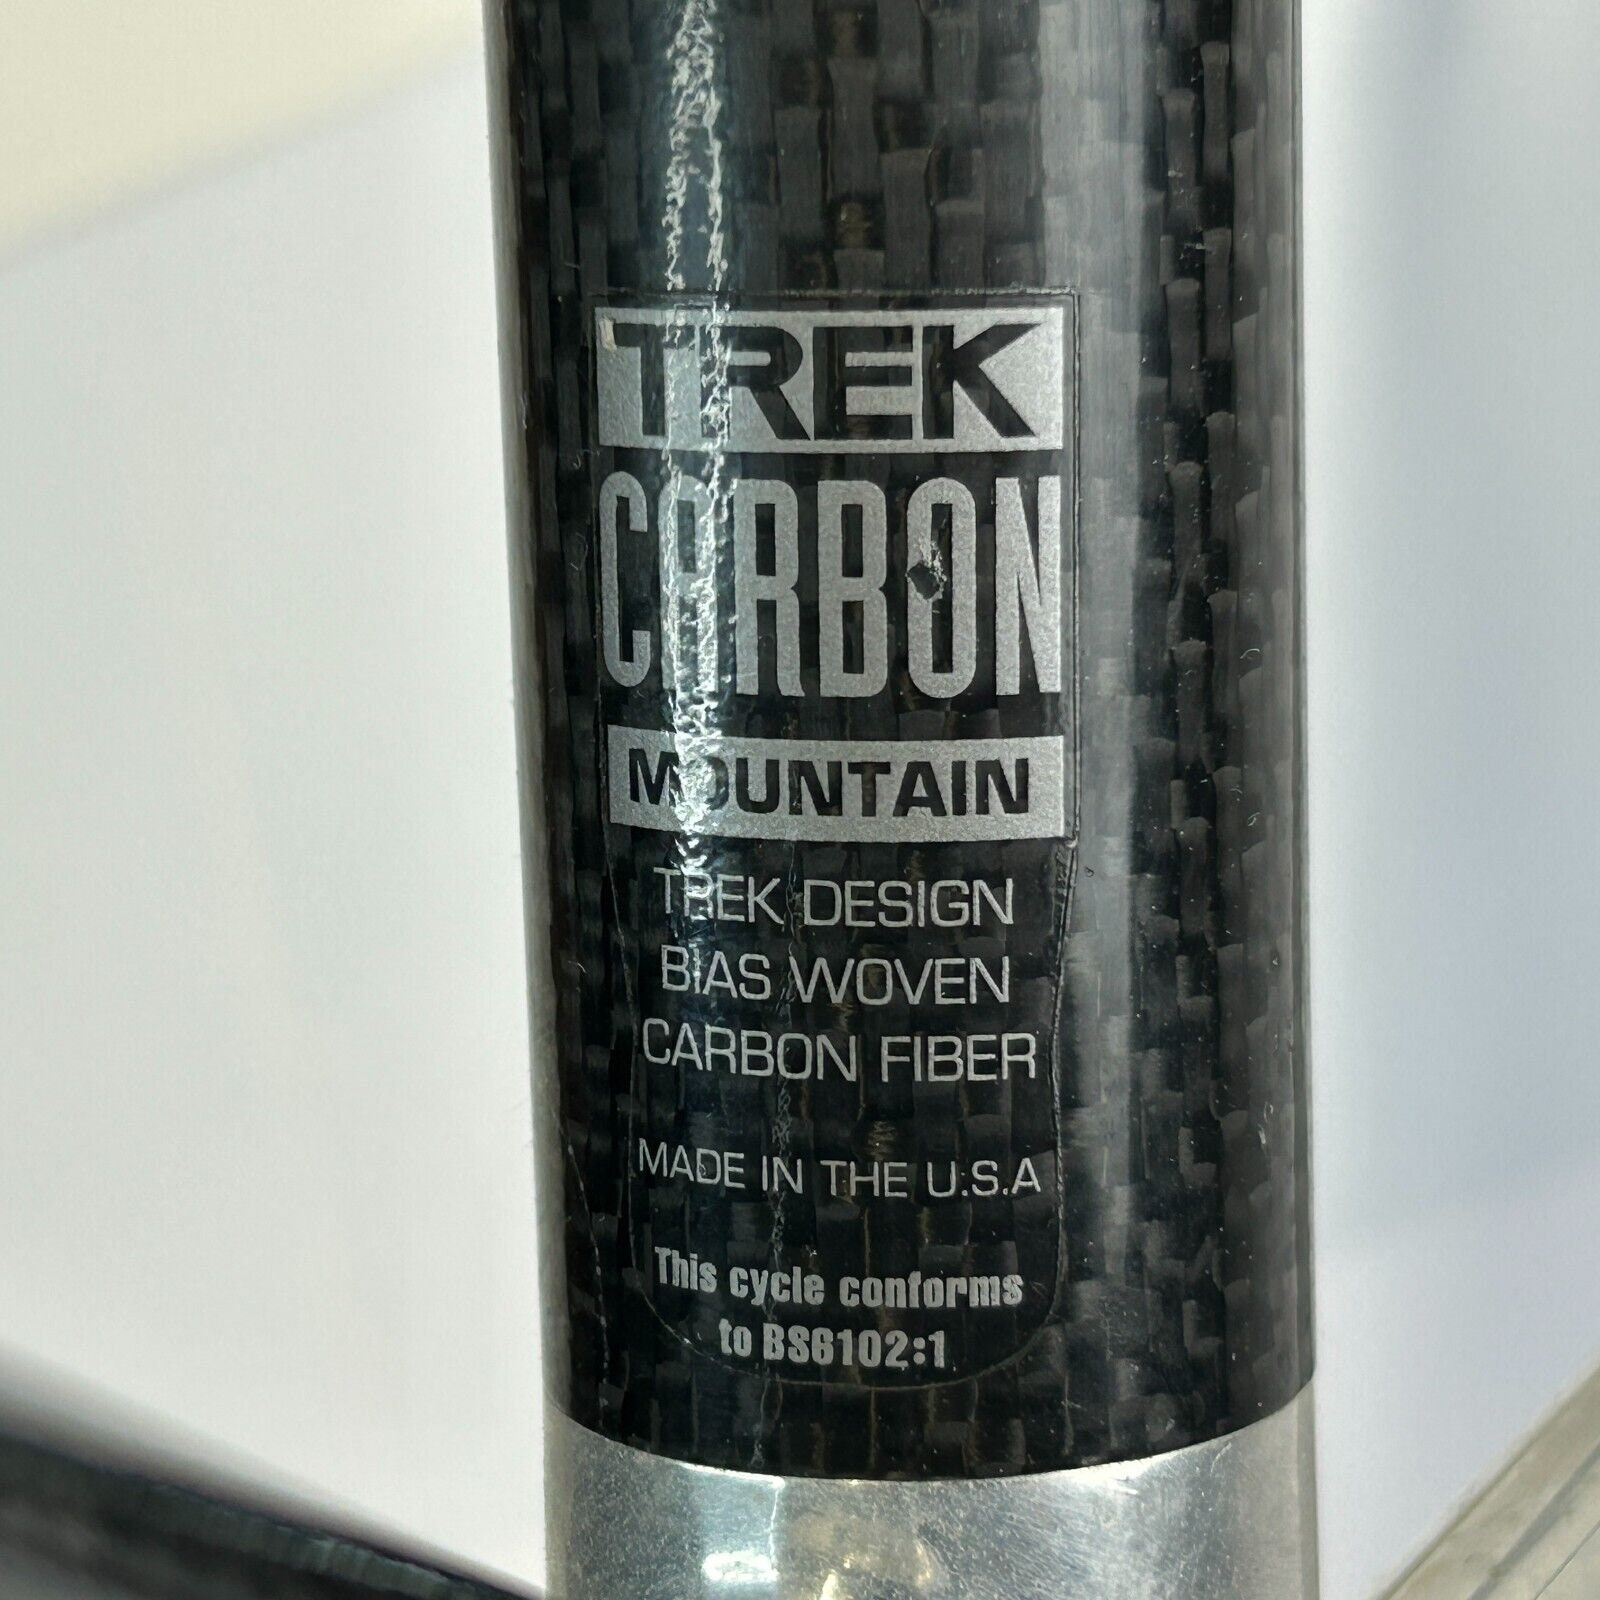 TREK
CARBON
MOUNTAIN
TREK DESIGN
BIAS WOVEN
CARBON FIBER
MADE IN THE U.S.A
This cycle conforms
to BS6102:1